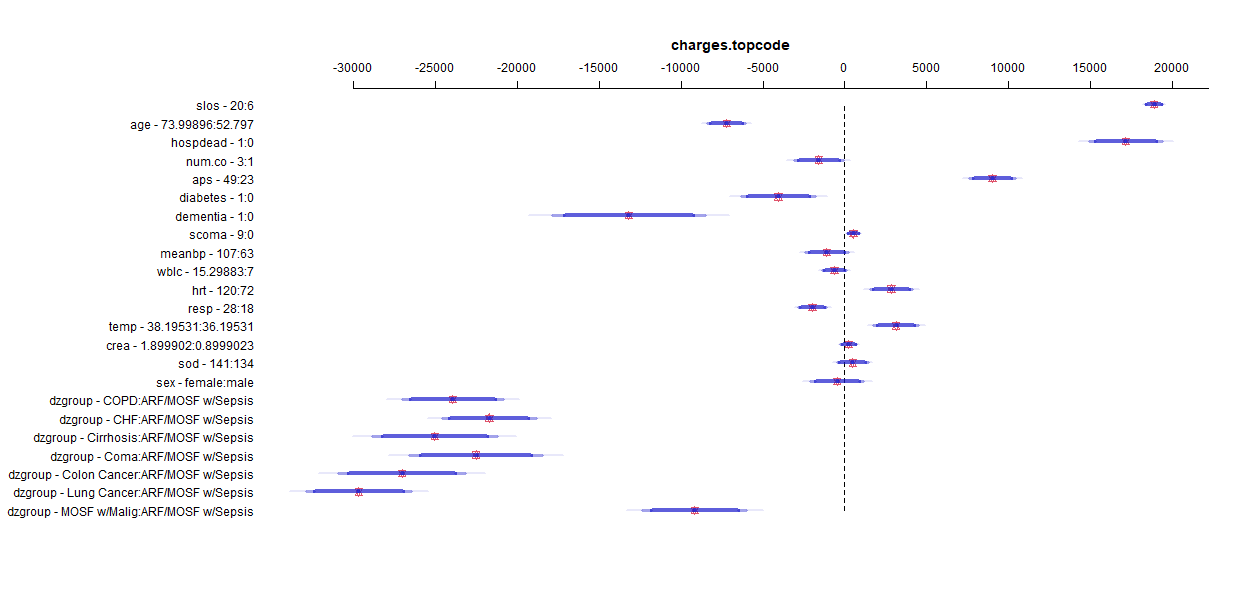 charges.topcode
-30000 -25000 -20000 -15000 -10000 -5000 0 5000 10000 15000 20000
slos - 20:6
age - 73.99896:52.797
hospdead - 1:0
num.co - 3:1
aps - 49:23
diabetes - 1:0
dementia - 1:0
scoma - 9:0
meanbp - 107:63
wblc - 15.29883:7
hrt - 120:72
resp - 28:18
temp - 38.19531:36.19531
crea - 1.899902:0.8999023
sod - 141:134
sex - female:male
dzgroup - COPD:ARF/MOSF w/Sepsis
dzgroup - CHF:ARF/MOSF w/Sepsis
dzgroup - Cirrhosis:ARF/MOSF w/Sepsis
dzgroup - Coma:ARF/MOSF w/Sepsis
dzgroup - Colon Cancer:ARF/MOSF w/Sepsis
dzgroup - Lung Cancer:ARF/MOSF w/Sepsis
dzgroup - MOSF w/Malig:ARF/MOSF w/Sepsis